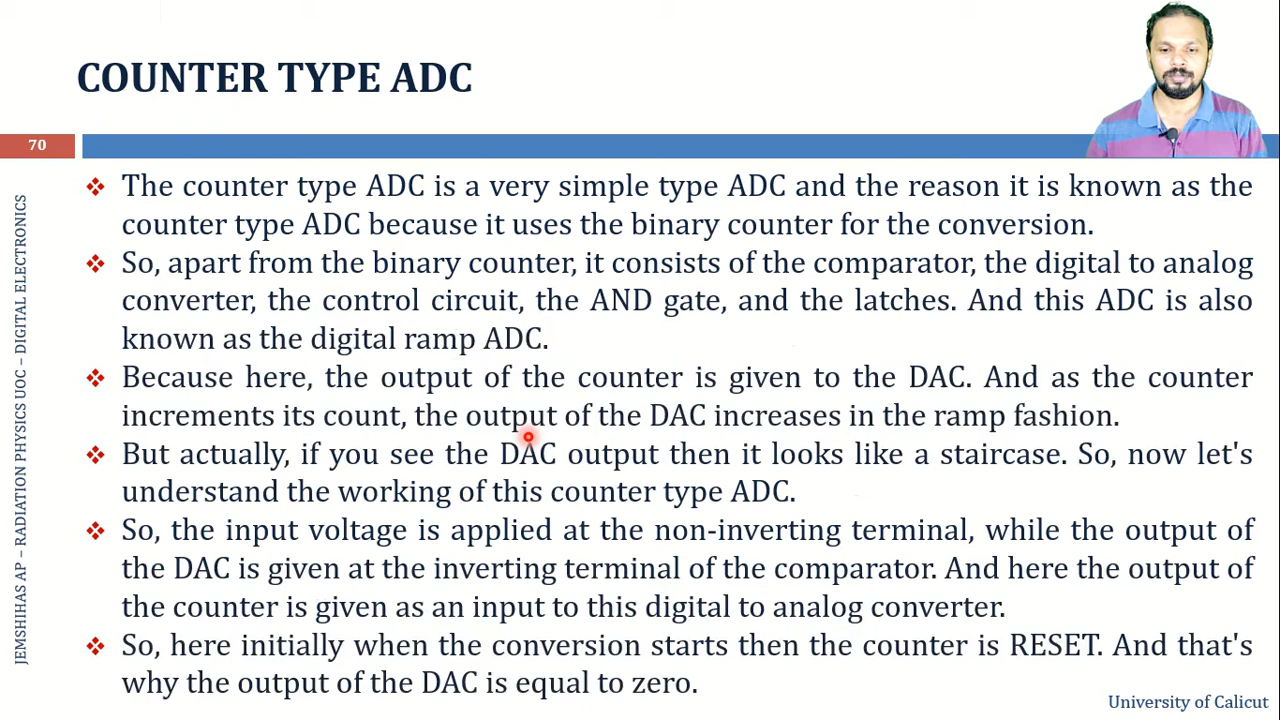 COUNTER TYPE ADC
70
JEMSHIHAS AP – RADIATION PHYSICS UOC – DIGITAL ELECTRONICS
The counter type ADC is a very simple type ADC and the reason it is known as the
counter type ADC because it uses the binary counter for the conversion.
So, apart from the binary counter, it consists of the comparator, the digital to analog
converter, the control circuit, the AND gate, and the latches. And this ADC is also
known as the digital ramp ADC.
Because here, the output of the counter is given to the DAC. And as the counter
increments its count, the output of the DAC increases in the ramp fashion.
But actually, if you see the DAC output then it looks like a staircase. So, now let's
understand the working of this counter type ADC.
So, the input voltage is applied at the non-inverting terminal, while the output of
the DAC is given at the inverting terminal of the comparator. And here the output of
the counter is given as an input to this digital to analog converter.
So, here initially when the conversion starts then the counter is RESET. And that's
why the output of the DAC is equal to zero.
University of Calicut